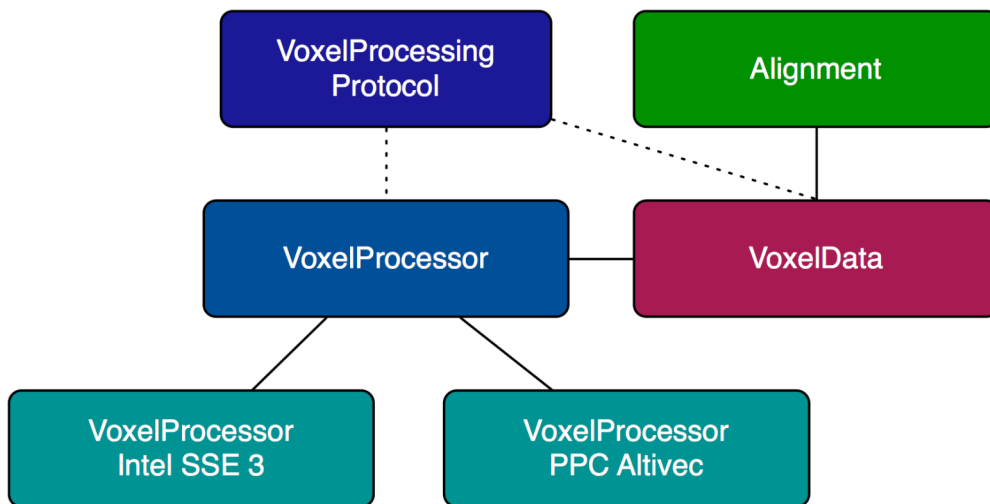 VoxelProcessing
Protocol
Alignment
VoxelProcessor
VoxelData
VoxelProcessor
Intel SSE 3
VoxelProcessor
PPC Altivec